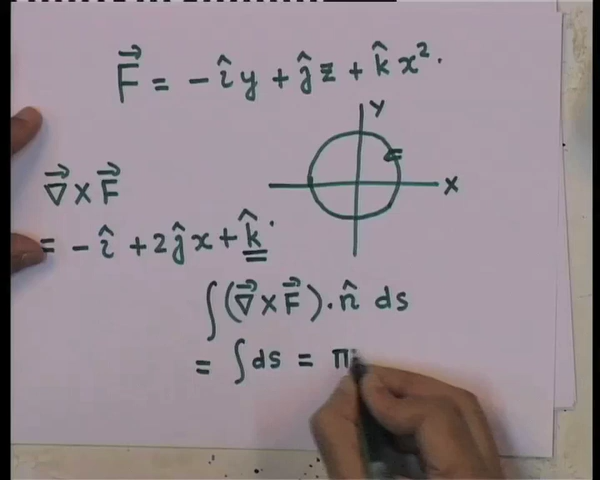 F⃗ = -îy + ĵz + k̂x².
Y
X
∇⃗×F⃗
= -î + 2ĵx + k̂.
∫(∇⃗×F⃗).n̂ ds
= ∫ds = π